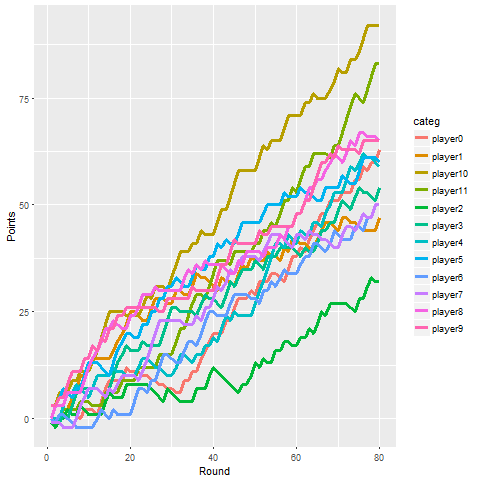 categ
player0
player1
player10
player11
player2
player3
player4
player5
player6
player7
player8
player9
Points
75
50
25
0
0 20 40 60 80
Round